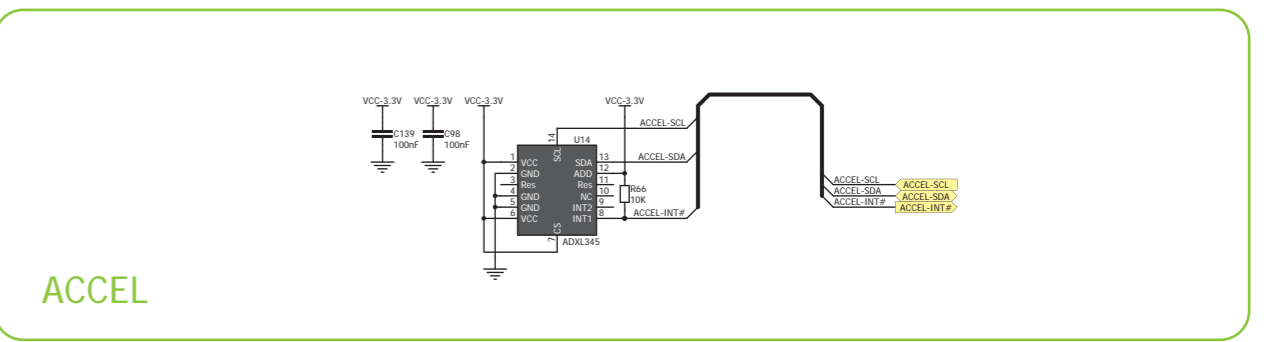 VCC-3.3V VCC-3.3V VCC-3.3V VCC-3.3V
C139
100nF
C98
100nF
ACCEL-SCL
14
U14
SCL
1 VCC SDA 13 ACCEL-SDA
2 GND ADD 12
3 Res Res 11
4 GND NC 10
5 GND INT2 9
6 VCC INT1 8 ACCEL-INT#
R66
10K
7 CS
ADXL345
ACCEL-SCL ACCEL-SCL
ACCEL-SDA ACCEL-SDA
ACCEL-INT# ACCEL-INT#
ACCEL